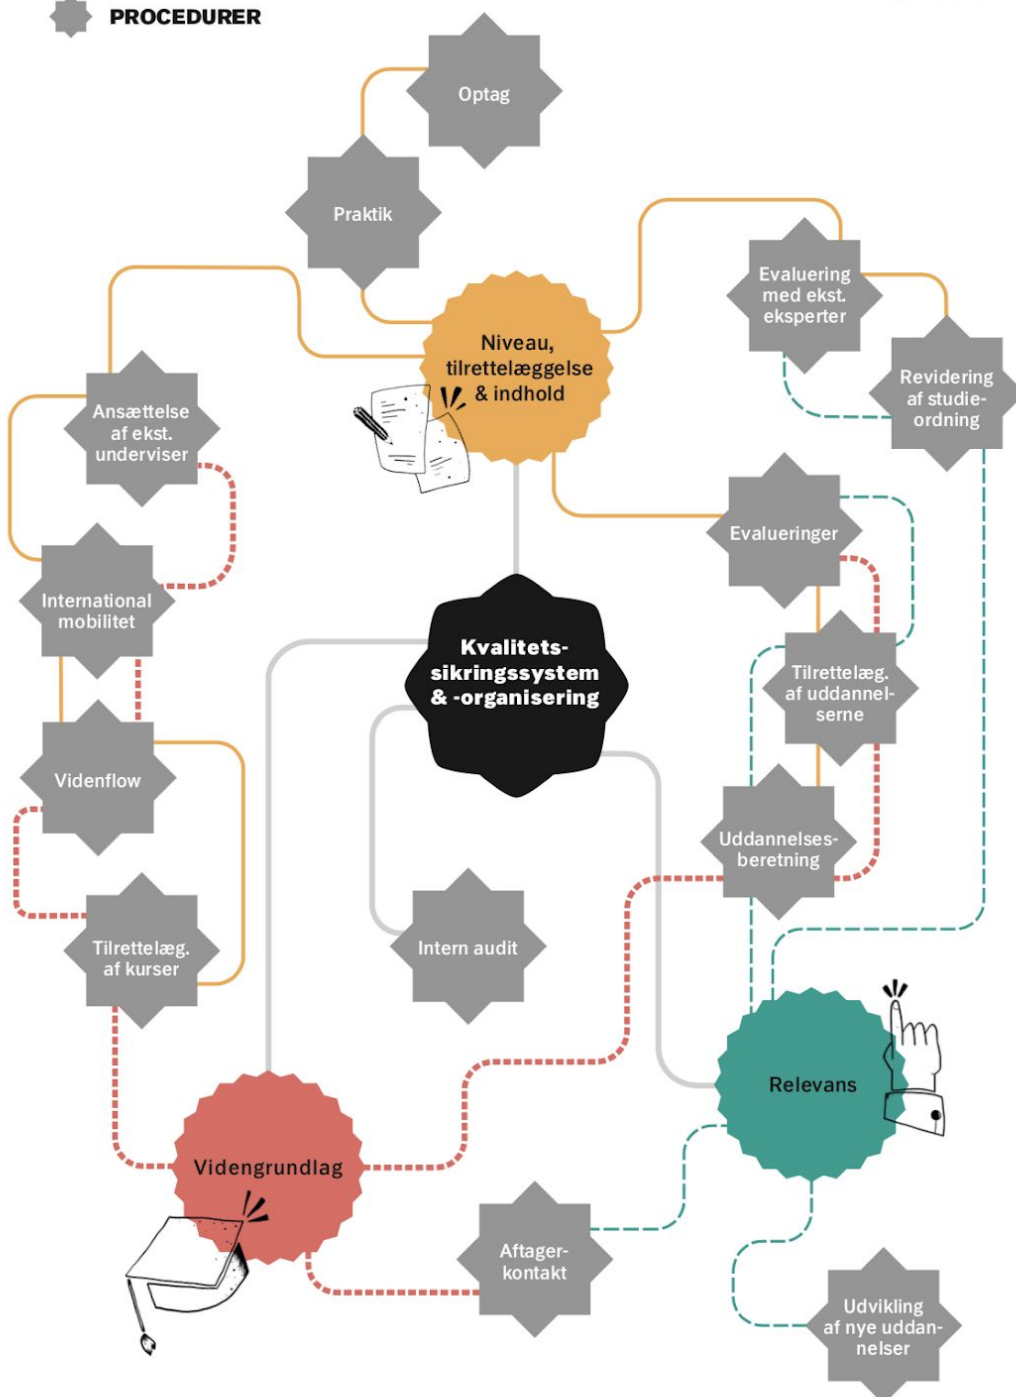 PROCEDURER
Optag
Praktik
Evaluering
med ekst.
eksperter
Niveau,
tilrettelæggelse
& indhold
Revidering
af studie-
ordning
Ansættelse
af ekst.
underviser
Evalueringer
International
mobilitet
Kvalitets-
sikringssystem
& -organisering
Tilrettelæg.
af uddannel-
serne
Videnflow
Uddannelses-
beretning
Tilrettelæg.
af kurser
Intern audit
Relevans
Videngrundlag
Aftager-
kontakt
Udvikling
af nye uddan-
nelser